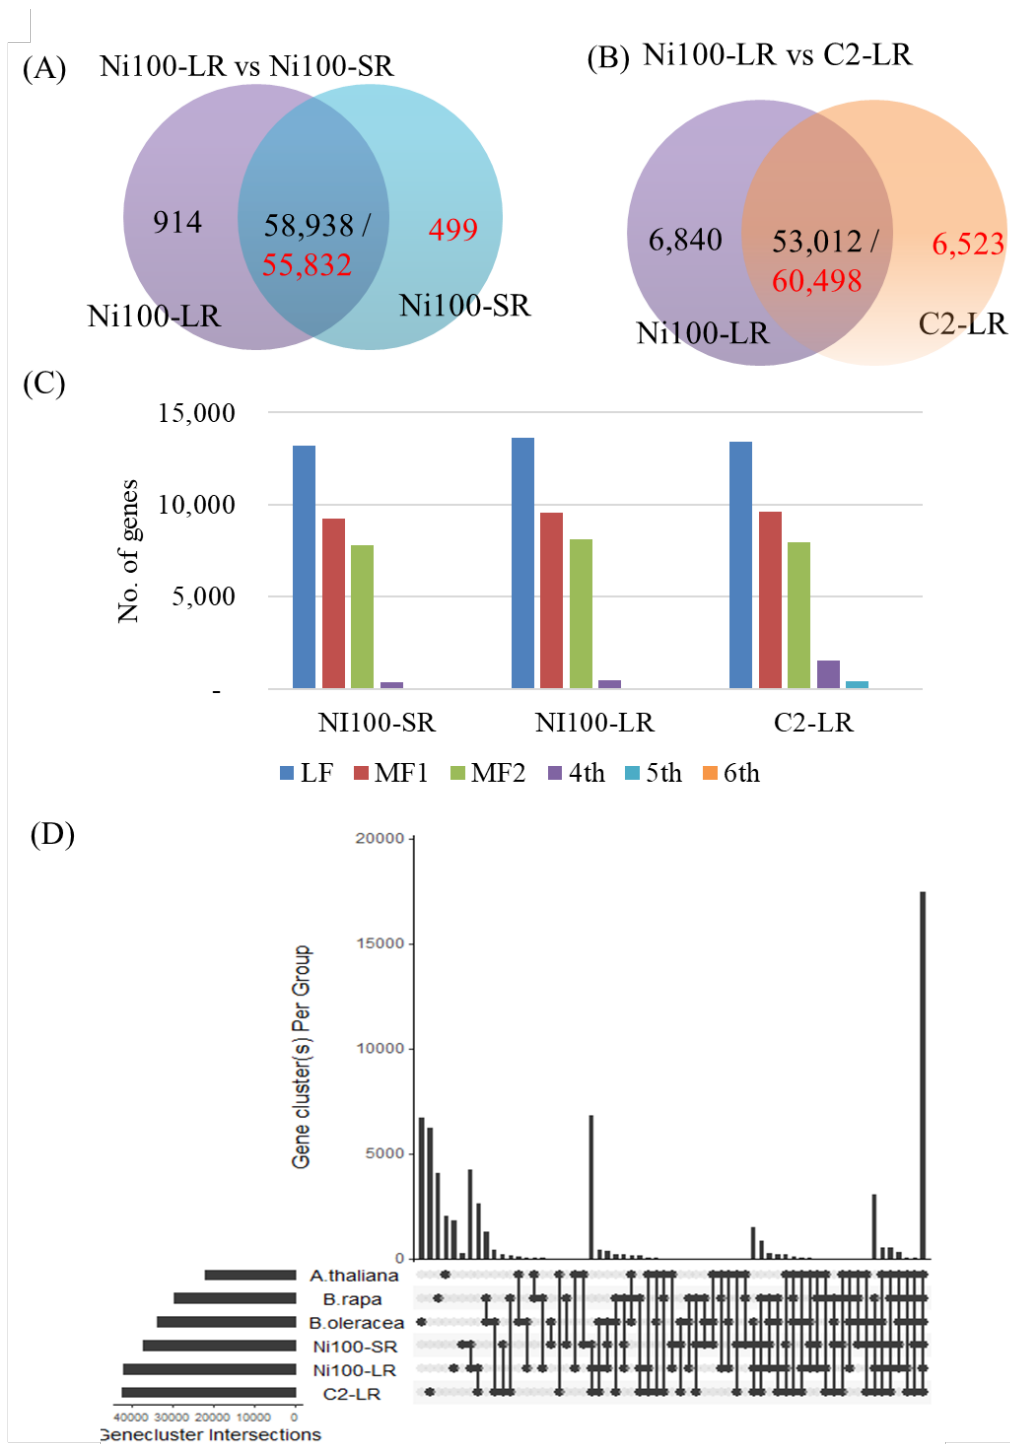 (A) Ni100-LR vs Ni100-SR
914
58,938 /
55,832
499
Ni100-LR
Ni100-SR
(B) Ni100-LR vs C2-LR
6,840
53,012 /
60,498
6,523
Ni100-LR
C2-LR
(C)
No. of genes
15,000
10,000
5,000
-
NI100-SR NI100-LR C2-LR
LF MF1 MF2 4th 5th 6th
(D)
Gene cluster(s) Per Group
20000
15000
10000
5000
0
A.thaliana
B.rapa
B.oleracea
Ni100-SR
Ni100-LR
C2-LR
40000 30000 20000 10000 0
Genecluster Intersections